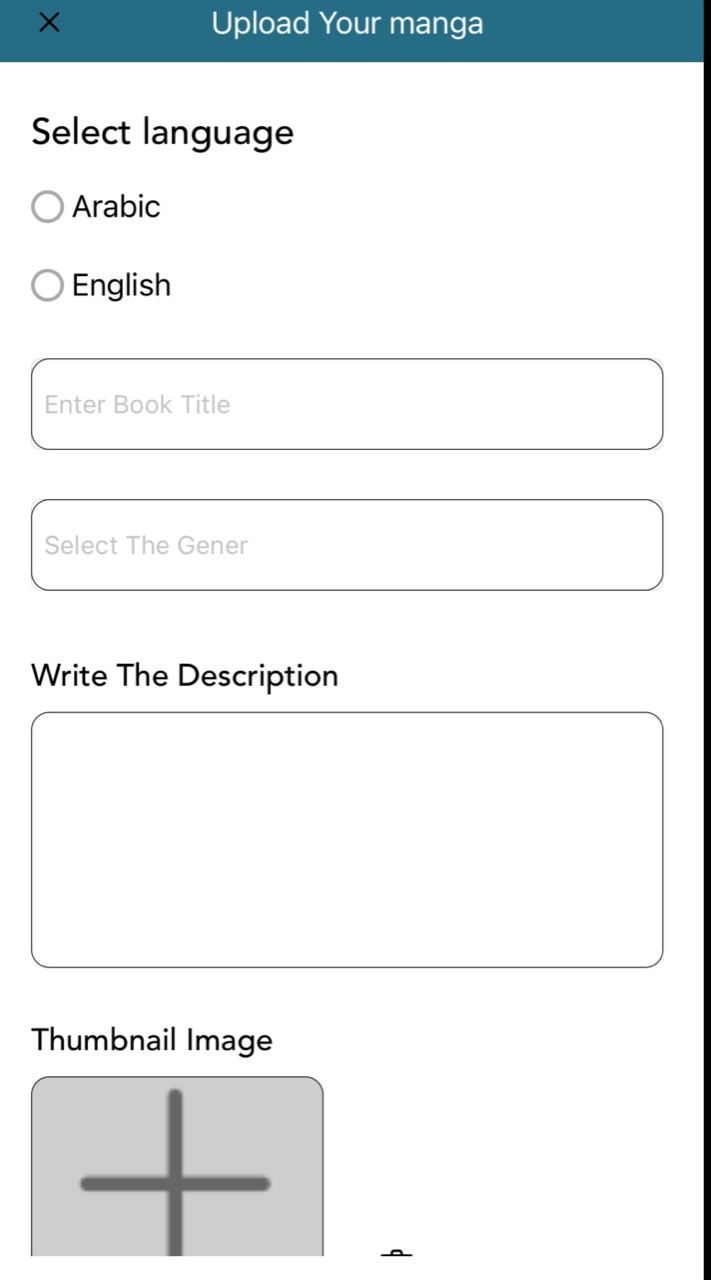 Upload Your manga
Select language
Arabic
English
Enter Book Title
Select The Gener
Write The Description
Thumbnail Image